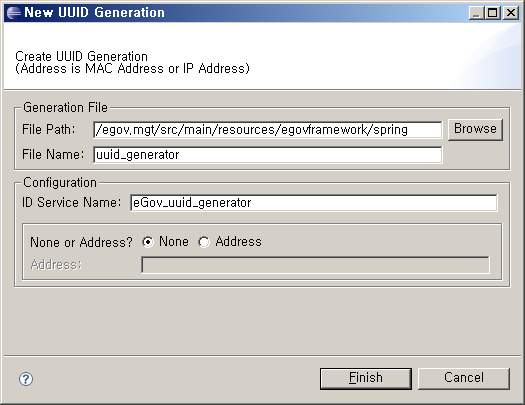 New UUID Generation
Create UUID Generation
(Address is MAC Address or IP Address)
Generation File
File Path: /egov.mgt/src/main/resources/egovframework/spring Browse
File Name: uuid_generator
Configuration
ID Service Name: eGov_uuid_generator
None or Address? None Address
Address:
? Finish Cancel